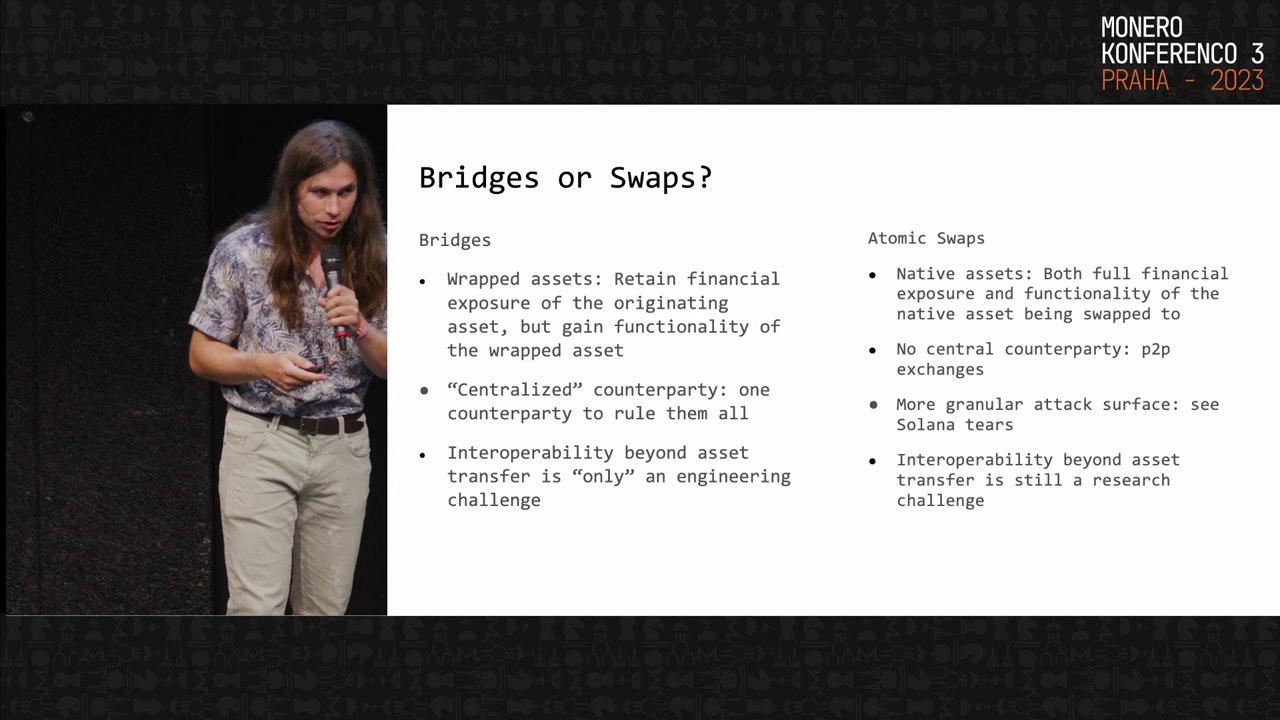 MONERO
KONFERENCO 3
PRAHA - 2023
Bridges or Swaps?
Bridges
• Wrapped assets: Retain financial
exposure of the originating
asset, but gain functionality of
the wrapped asset
• “Centralized” counterparty: one
counterparty to rule them all
• Interoperability beyond asset
transfer is “only” an engineering
challenge
Atomic Swaps
• Native assets: Both full financial
exposure and functionality of the
native asset being swapped to
• No central counterparty: p2p
exchanges
• More granular attack surface: see
Solana tears
• Interoperability beyond asset
transfer is still a research
challenge